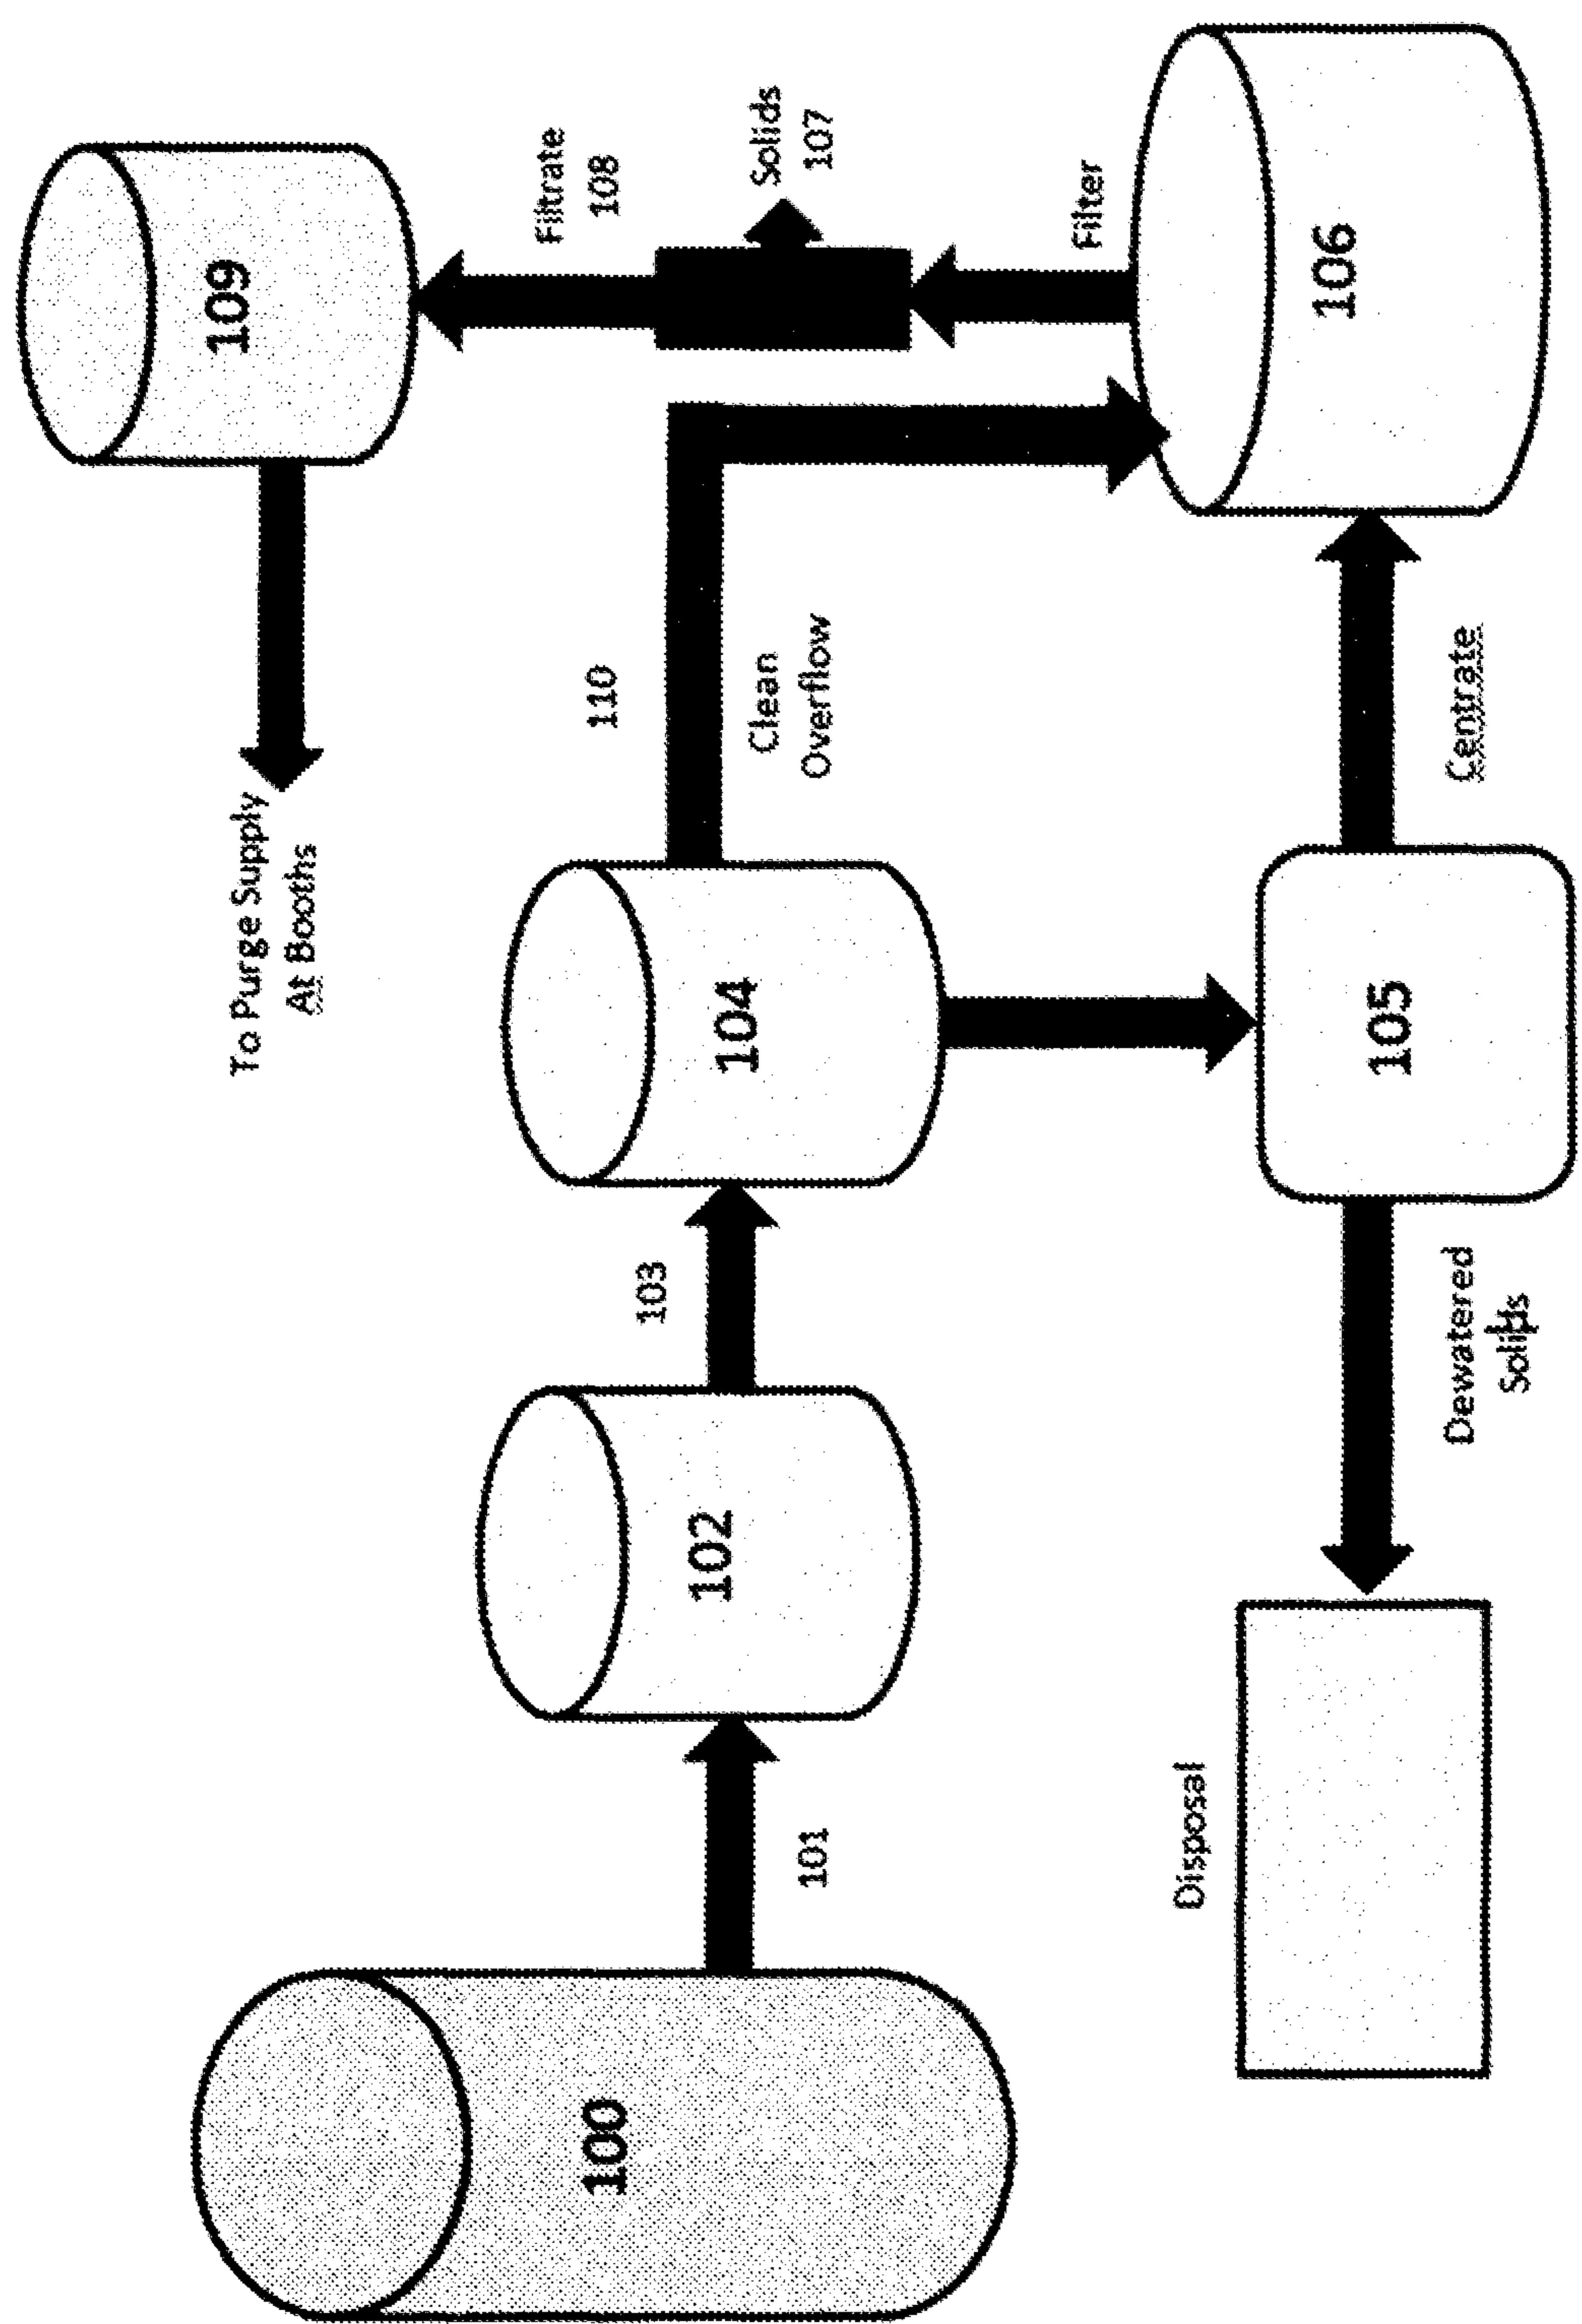 To Purge Supply
At Booths
109
Filtrate
108
Solids
107
Filter
106
110
Clean
Overflow
100
101
102
103
104
105
Centrate
Dewatered
Solids
Disposal